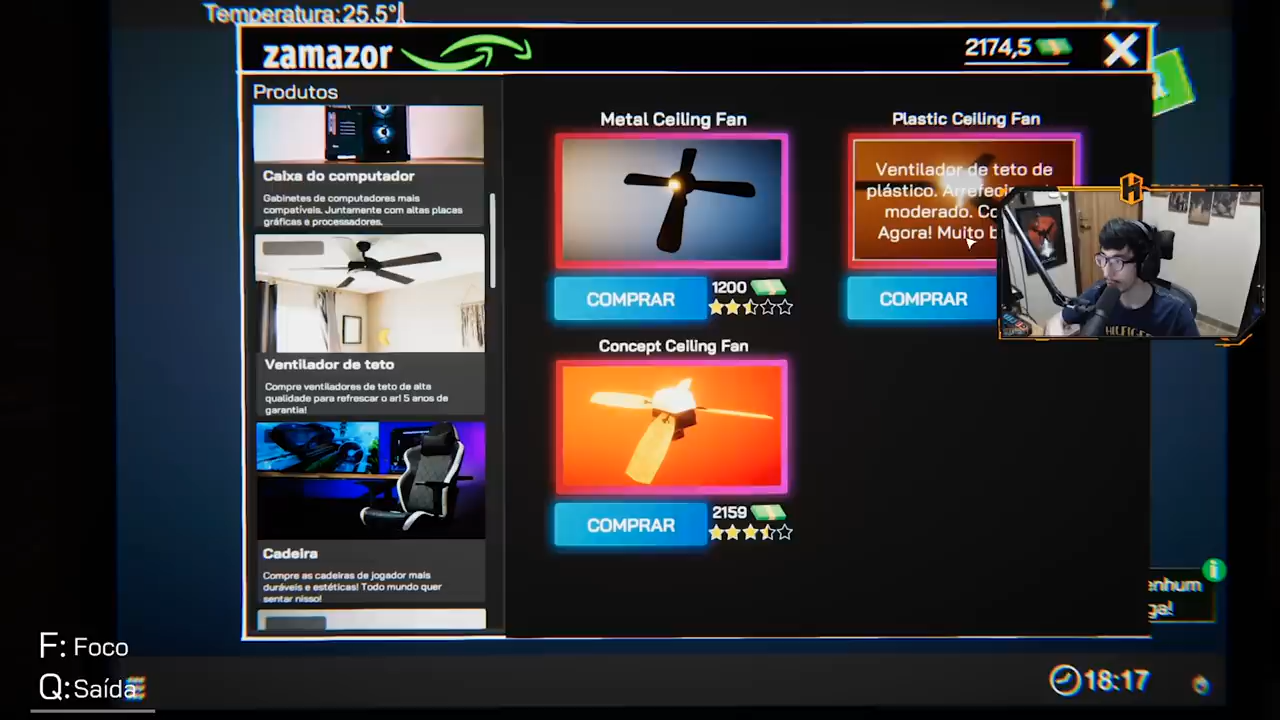 Temperatura:25.5°
zamazor
2174,5
Produtos
Caixa do computador
Gabinetes de computadores mais
compatíveis. Juntamente com altas placas
gráficas e processadores.
Ventilador de teto
Compre ventiladores de teto de alta
qualidade para refrescar o ar! 5 anos de
garantia!
Cadeira
Compre as cadeiras de jogador mais
duráveis e estéticas! Todo mundo quer
sentar nisso!
Metal Ceiling Fan
COMPRAR
1200
Plastic Ceiling Fan
Ventilador de teto de
plástico.
moderado.
Agora! Muito
COMPRAR
Concept Ceiling Fan
COMPRAR
2159
F: Foco
Q: Saída
18:17